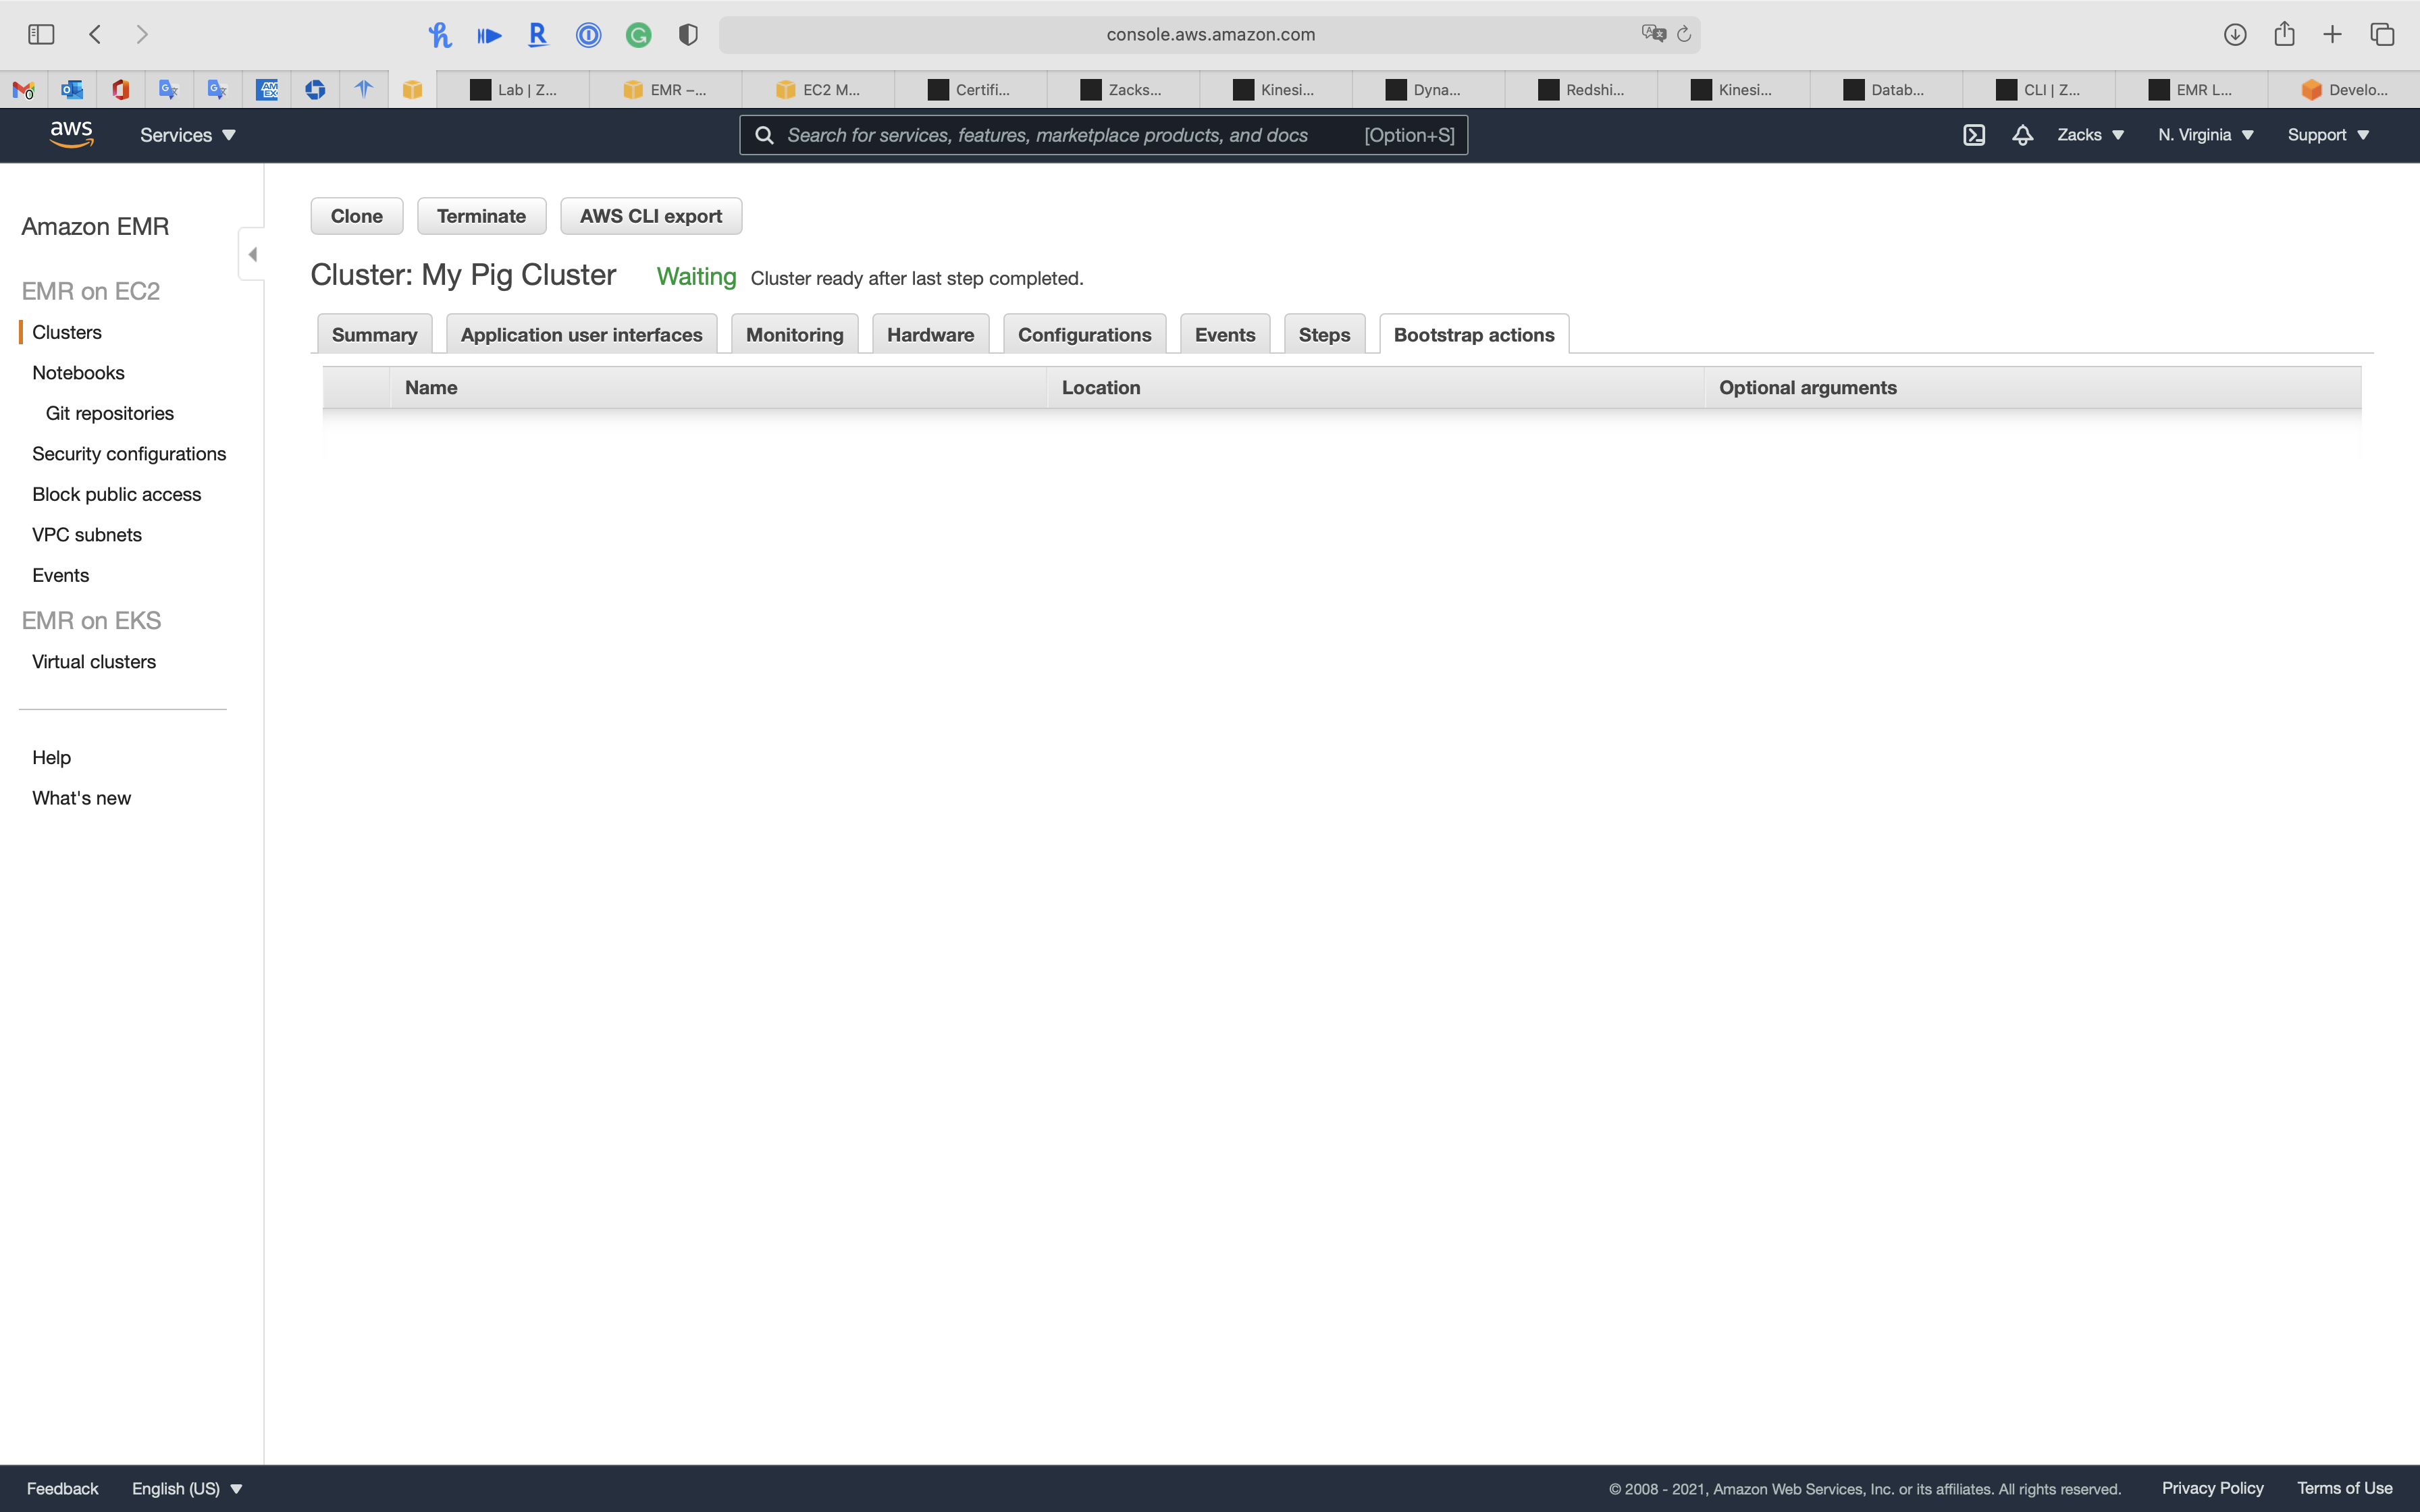 console.aws.amazon.com
Lab | Z... EMR –... EC2 M... Certifi... Zacks... Kinesi... Dyna... Redshi... Kinesi... Datab... CLI | Z... EMR L... Develo...
aws Services Search for services, features, marketplace products, and docs [Option+S] Zacks N. Virginia Support
Amazon EMR
EMR on EC2
Clusters
Notebooks
Git repositories
Security configurations
Block public access
VPC subnets
Events
EMR on EKS
Virtual clusters
Help
What's new
Clone Terminate AWS CLI export
Cluster: My Pig Cluster Waiting Cluster ready after last step completed.
Summary Application user interfaces Monitoring Hardware Configurations Events Steps Bootstrap actions
Name Location Optional arguments
Feedback English (US) © 2008 - 2021, Amazon Web Services, Inc. or its affiliates. All rights reserved. Privacy Policy Terms of Use